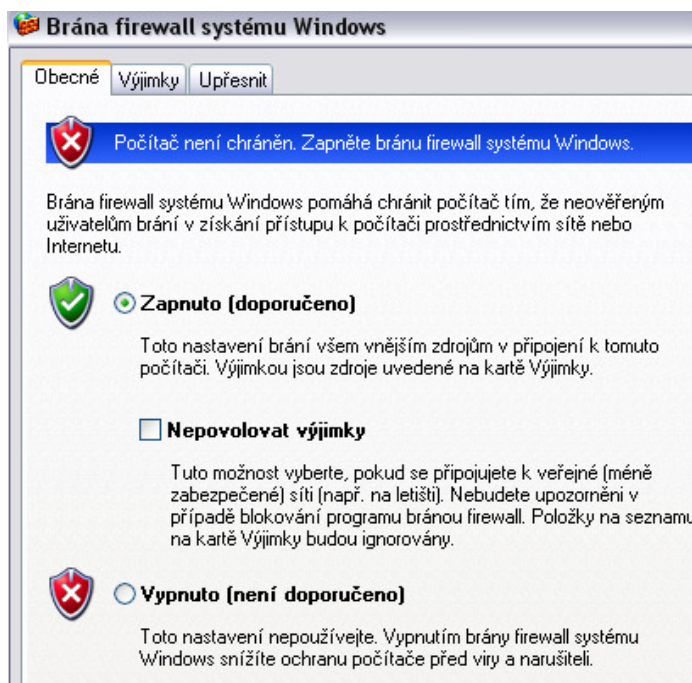 Brána firewall systému Windows
Obecné Výjimky Upřesnit
Počítač není chráněn. Zapněte bránu firewall systému Windows.
Brána firewall systému Windows pomáhá chránit počítač tím, že neověřeným
uživatelům brání v získání přístupu k počítači prostřednictvím sítě nebo
Internetu.
Zapnuto (doporučeno)
Toto nastavení brání všem vnějším zdrojům v připojení k tomuto
počítači. Výjimkou jsou zdroje uvedené na kartě Výjimky.
Nepovolovat výjimky
Tuto možnost vyberte, pokud se připojujete k veřejné (méně
zabezpečené) síti (např. na letišti). Nebudete upozorněni v
případě blokování programu bránou firewall. Položky na seznamu
na kartě Výjimky budou ignorovány.
Vypnuto (není doporučeno)
Toto nastavení nepoužívejte. Vypnutím brány firewall systému
Windows snížíte ochranu počítače před viry a narušiteli.